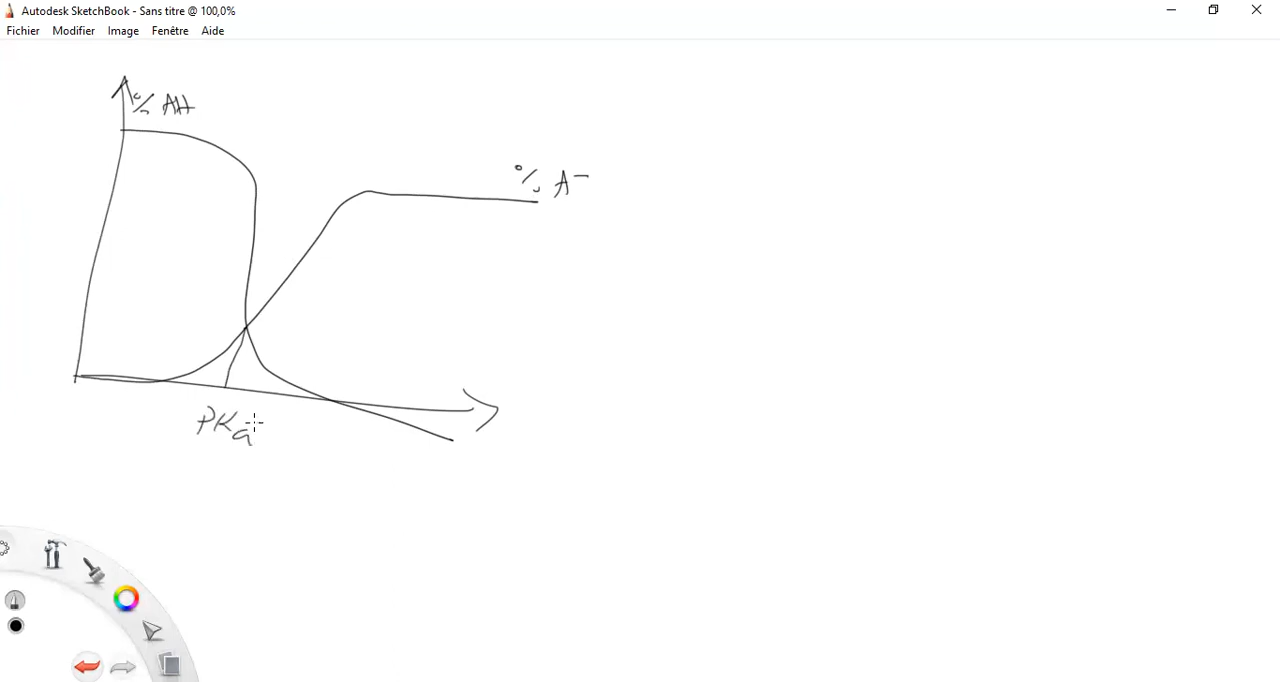 Autodesk SketchBook - Sans titre @ 100,0%
Fichier Modifier Image Fenêtre Aide
% AH
% A⁻
PKa